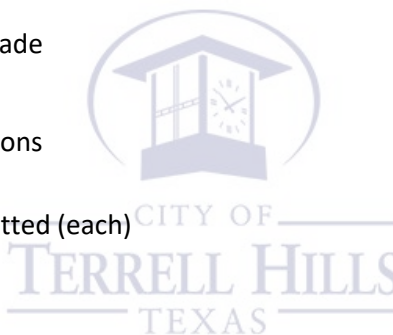 ade
ons
tted (each)
CITY OF
TERRELL HILLS
TEXAS